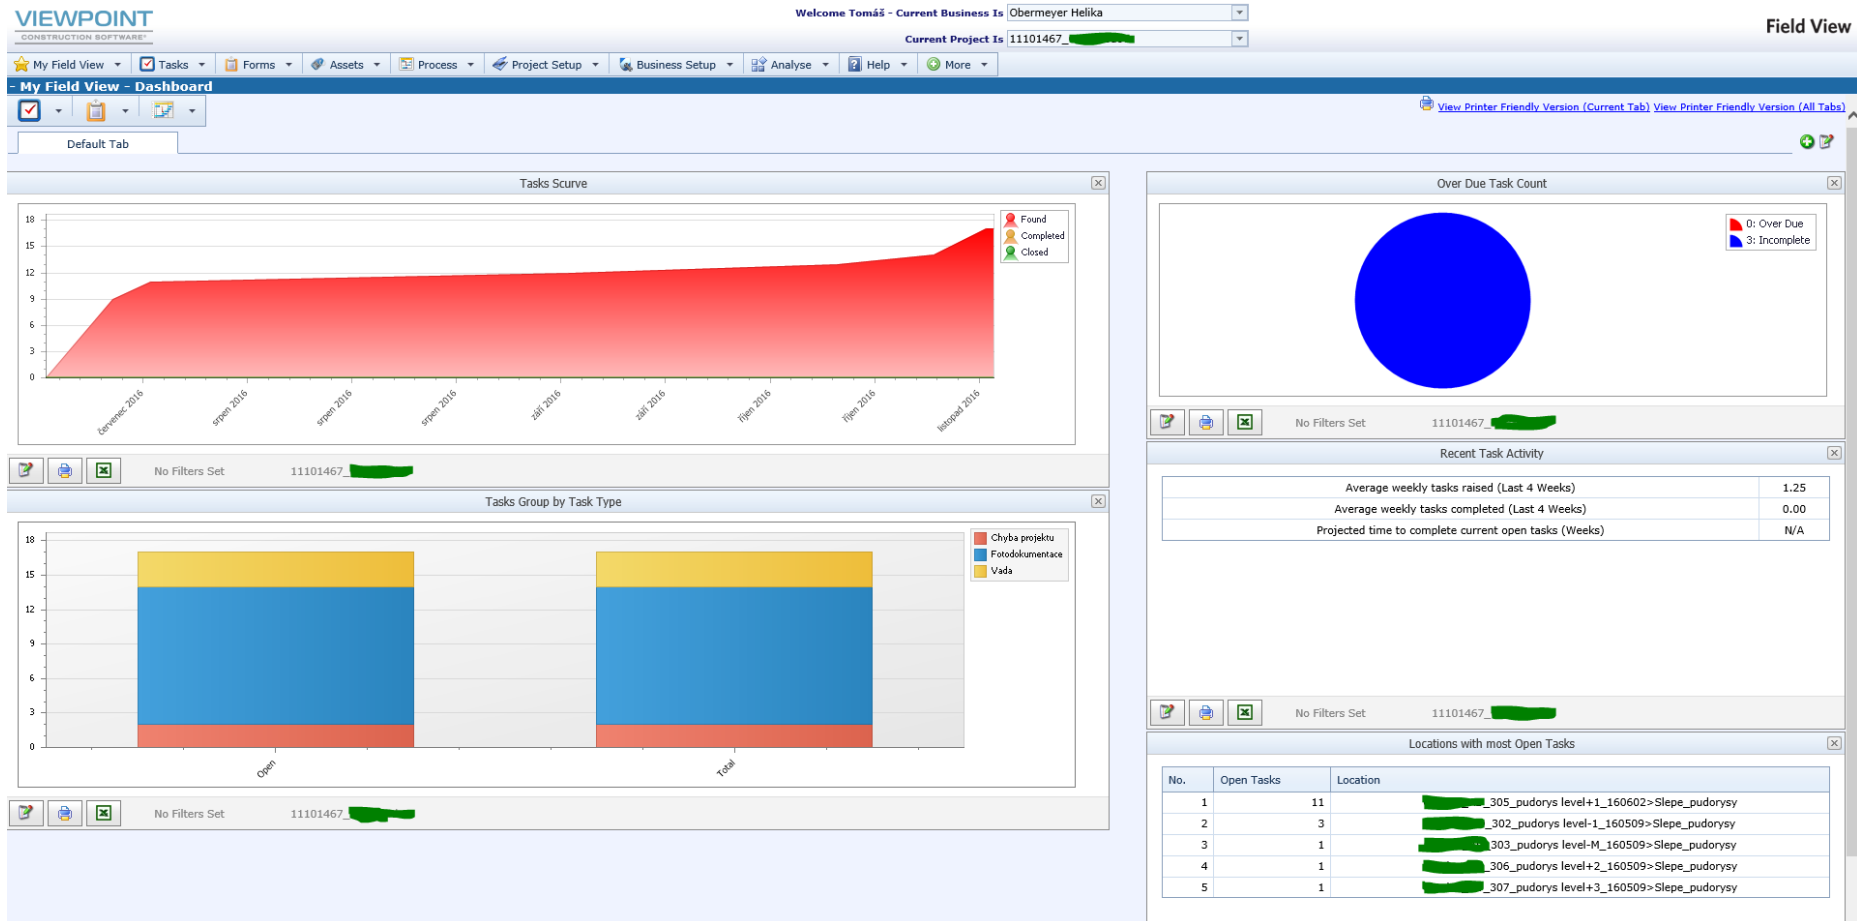 VIEWPOINT
CONSTRUCTION SOFTWARE
Welcome Tomáš - Current Business Is Obermeyer Helika
Current Project Is 11101467_
Field View
My Field View Tasks Forms Assets Process Project Setup Business Setup Analyse Help More
- My Field View - Dashboard
View Printer Friendly Version (Current Tab) View Printer Friendly Version (All Tabs)
Default Tab
Tasks Scurve
18
15
12
9
6
3
0
Found
Completed
Closed
červenec 2016 srpen 2016 srpen 2016 srpen 2016 září 2016 září 2016 říjen 2016 říjen 2016 listopad 2016
No Filters Set 11101467_
Tasks Group by Task Type
18
15
12
9
6
3
0
Chyba projektu
Fotodokumentace
Vada
Open Total
No Filters Set 11101467_
Over Due Task Count
0: Over Due
3: Incomplete
No Filters Set 11101467_
Recent Task Activity
Average weekly tasks raised (Last 4 Weeks) 1.25
Average weekly tasks completed (Last 4 Weeks) 0.00
Projected time to complete current open tasks (Weeks) N/A
No Filters Set 11101467_
Locations with most Open Tasks
No. Open Tasks Location
1 11 _305_pudorys level+1_160602>Slepe_pudorysy
2 3 _302_pudorys level-1_160509>Slepe_pudorysy
3 1 303_pudorys level-M_160509>Slepe_pudorysy
4 1 _306_pudorys level+2_160509>Slepe_pudorysy
5 1 _307_pudorys level+3_160509>Slepe_pudorysy